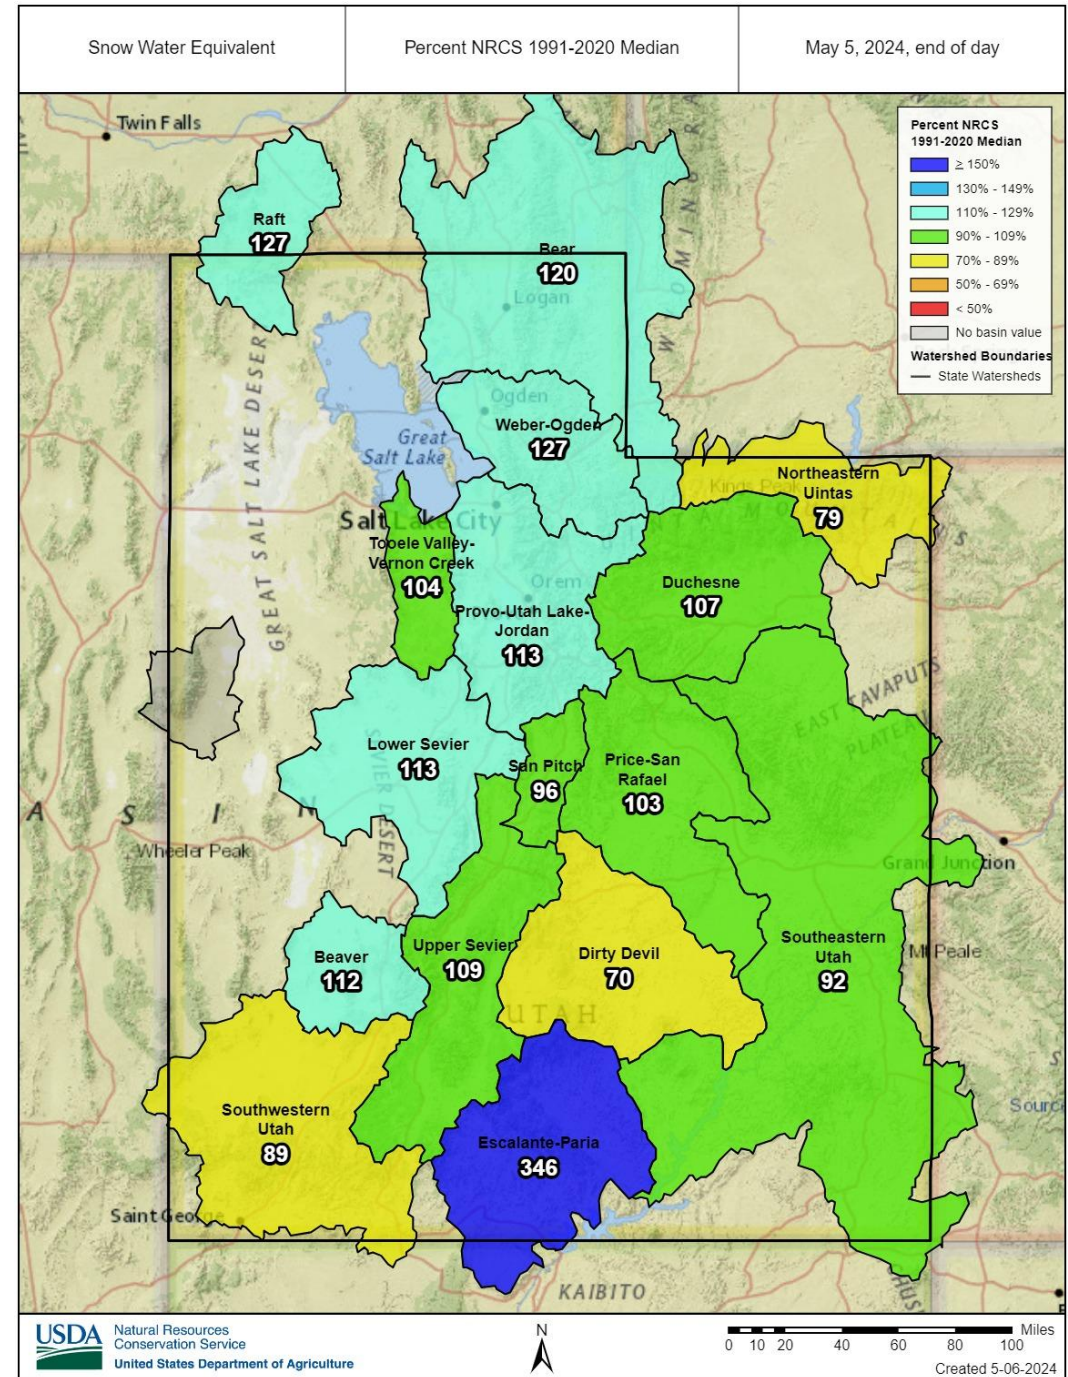 Snow Water Equivalent
Percent NRCS 1991-2020 Median
May 5, 2024, end of day
Twin Falls
Percent NRCS
1991-2020 Median
≥ 150%
130% - 149%
110% - 129%
90% - 109%
70% - 89%
50% - 69%
< 50%
No basin value
Watershed Boundaries
State Watersheds
Raft
127
Bear
120
Logan
WYOMING
GREAT SALT LAKE DESERT
Ogden
Weber-Ogden
127
Great
Salt Lake
Kings Peak
Northeastern
Uintas
79
Salt Lake City
Tooele Valley-
Vernon Creek
104
Orem
Duchesne
107
Provo-Utah Lake-
Jordan
113
EAST TAVAPUTS
PLATEAU
Lower Sevier
113
SEVIER DESERT
San Pitch
96
Price-San
Rafael
103
A S I N
Wheeler Peak
Grand Junction
Beaver
112
Upper Sevier
109
Dirty Devil
70
Southeastern
Utah
92
Mt Peale
UTAH
Southwestern
Utah
89
Escalante-Paria
346
Saint George
KAIBITO
USDA
Natural Resources
Conservation Service
United States Department of Agriculture
N
Miles
0 10 20 40 60 80 100
Created 5-06-2024